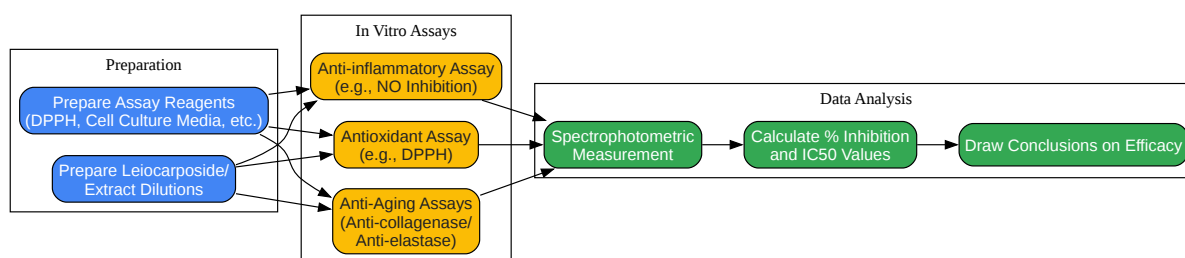 Preparation
Prepare Assay Reagents
(DPPH, Cell Culture Media, etc.)
Prepare Leiocarposide/
Extract Dilutions
In Vitro Assays
Anti-inflammatory Assay
(e.g., NO Inhibition)
Antioxidant Assay
(e.g., DPPH)
Anti-Aging Assays
(Anti-collagenase/
Anti-elastase)
Data Analysis
Spectrophotometric
Measurement
Calculate % Inhibition
and IC50 Values
Draw Conclusions on Efficacy